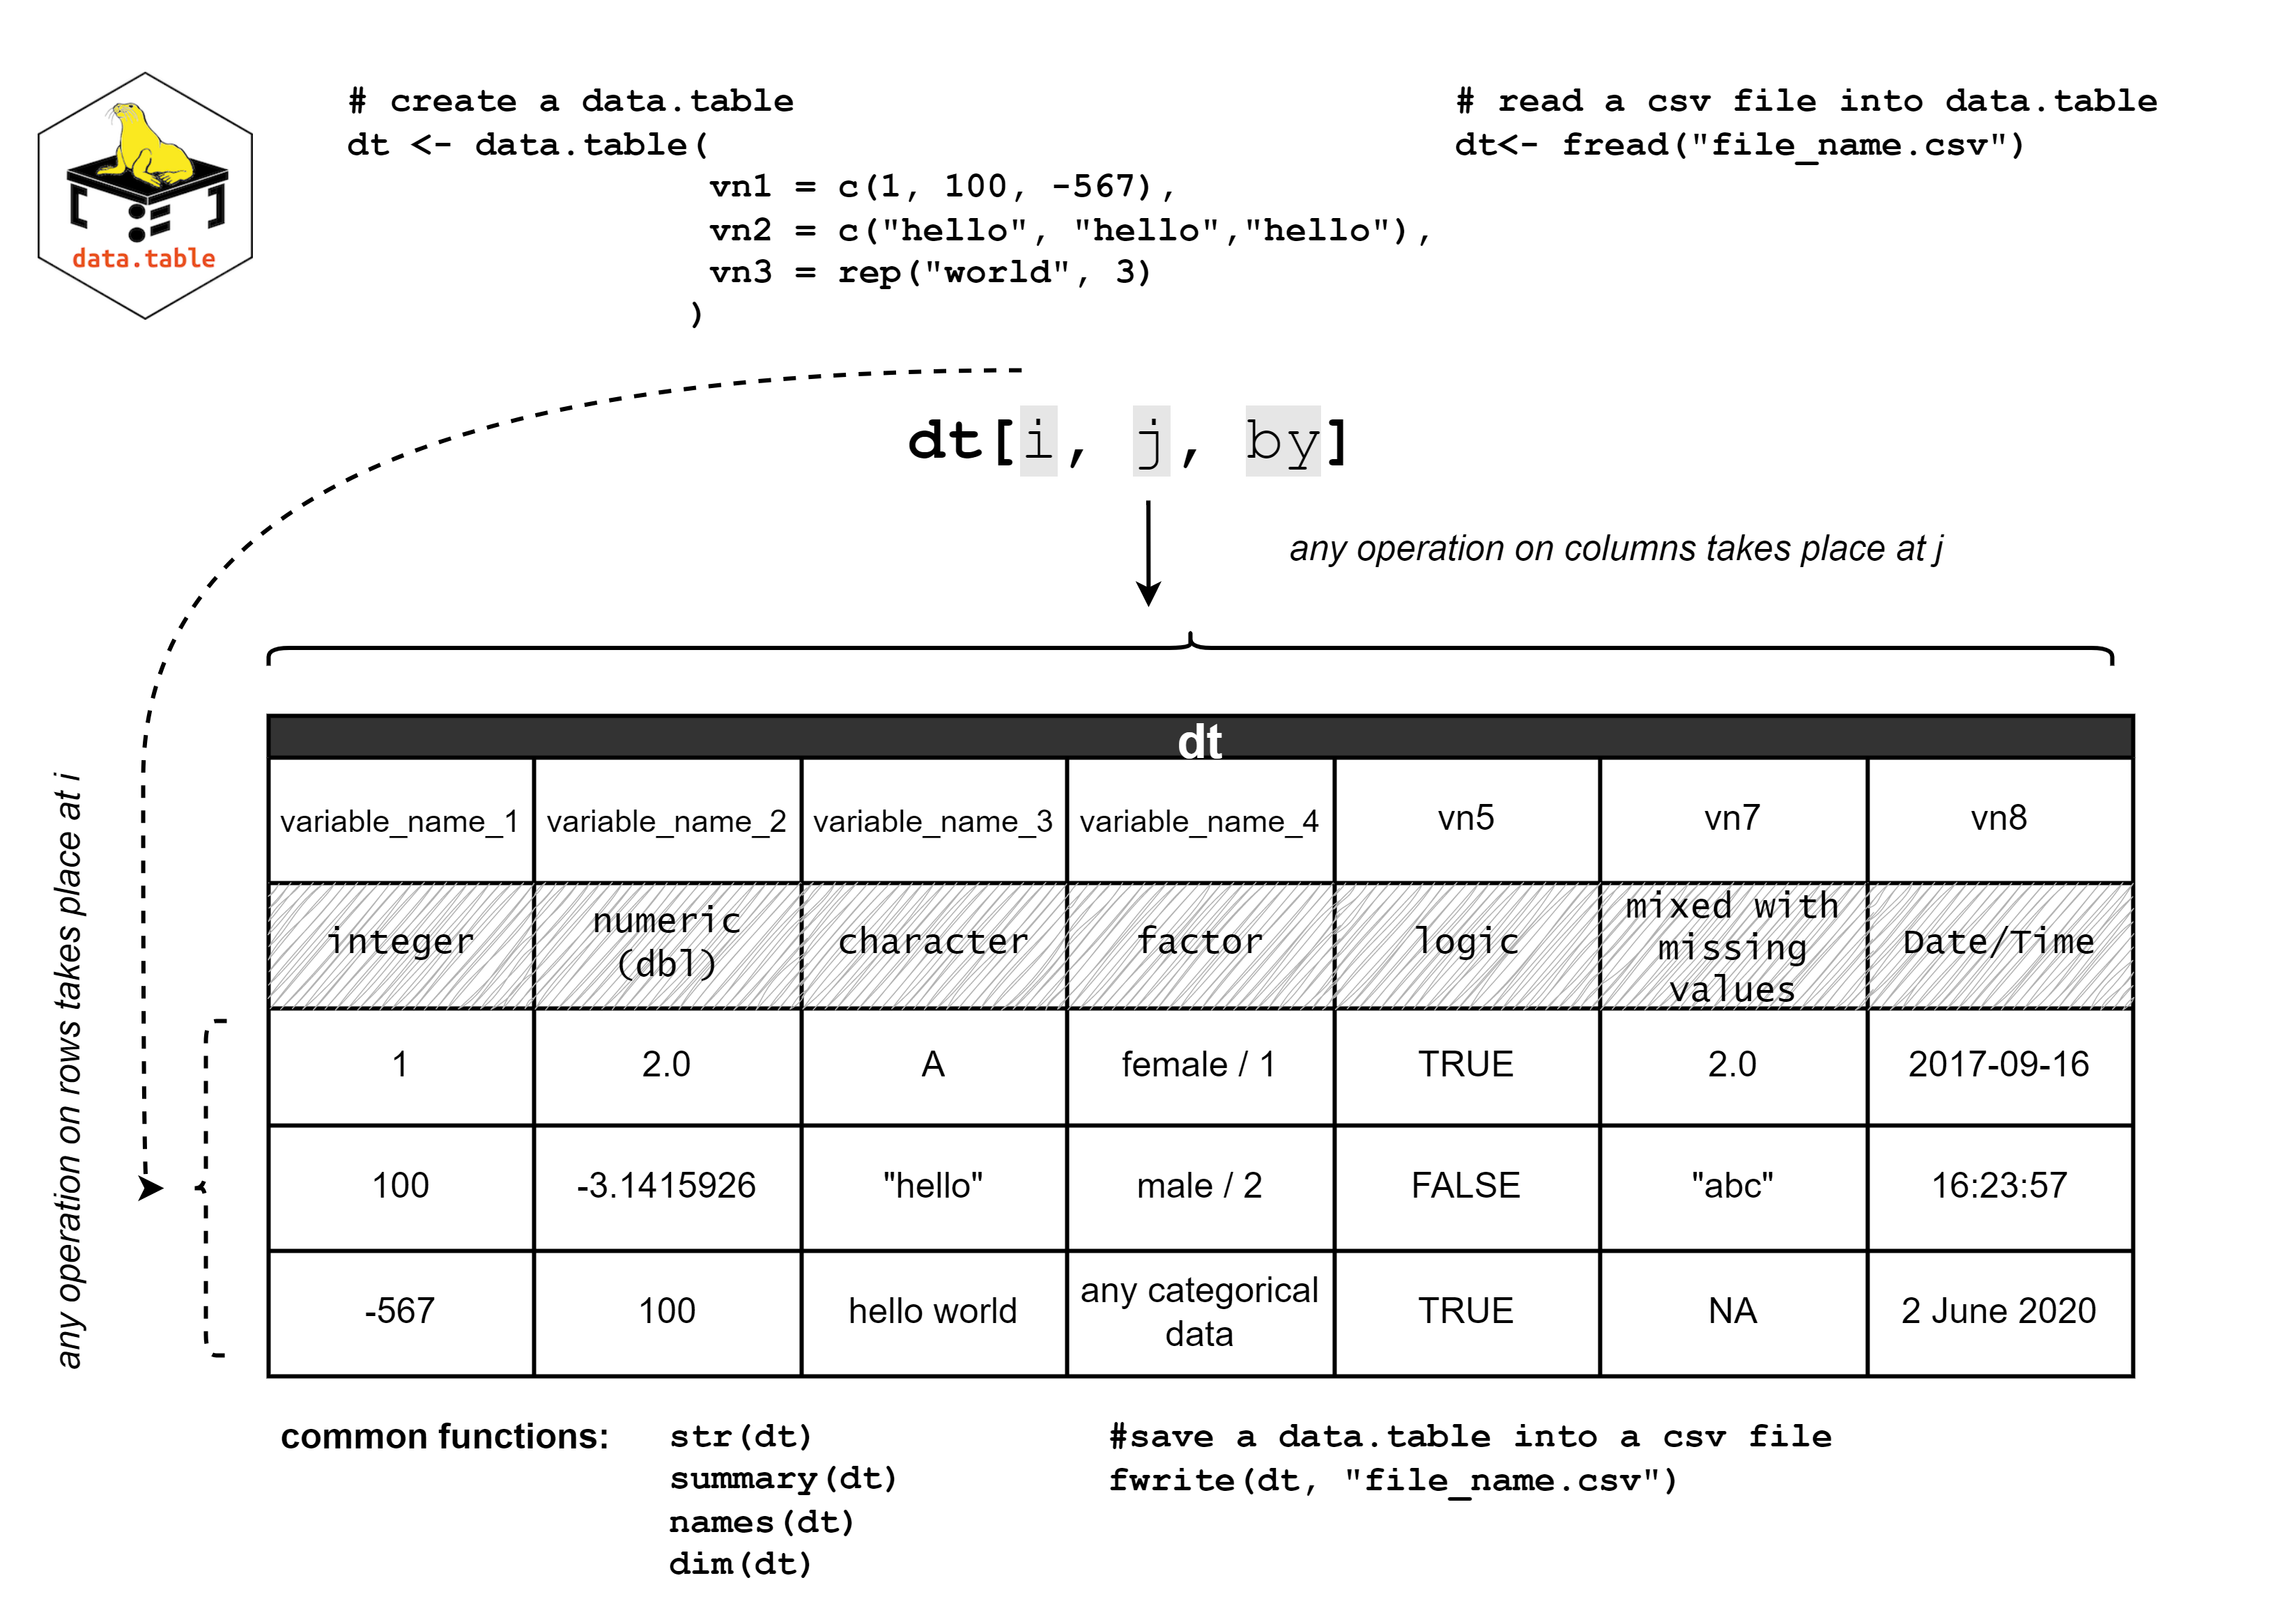 # create a data.table
dt <- data.table(
vn1 = c(1, 100, -567),
vn2 = c("hello", "hello","hello"),
vn3 = rep("world", 3)
)
# read a csv file into data.table
dt<- fread("file_name.csv")
data.table
dt[i, j, by]
any operation on columns takes place at j
any operation on rows takes place at i
dt
variable_name_1 variable_name_2 variable_name_3 variable_name_4 vn5 vn7 vn8
integer numeric (dbl) character factor logic mixed with missing values Date/Time
1 2.0 A female / 1 TRUE 2.0 2017-09-16
100 -3.1415926 "hello" male / 2 FALSE "abc" 16:23:57
-567 100 hello world any categorical data TRUE NA 2 June 2020
common functions:
str(dt)
summary(dt)
names(dt)
dim(dt)
#save a data.table into a csv file
fwrite(dt, "file_name.csv")